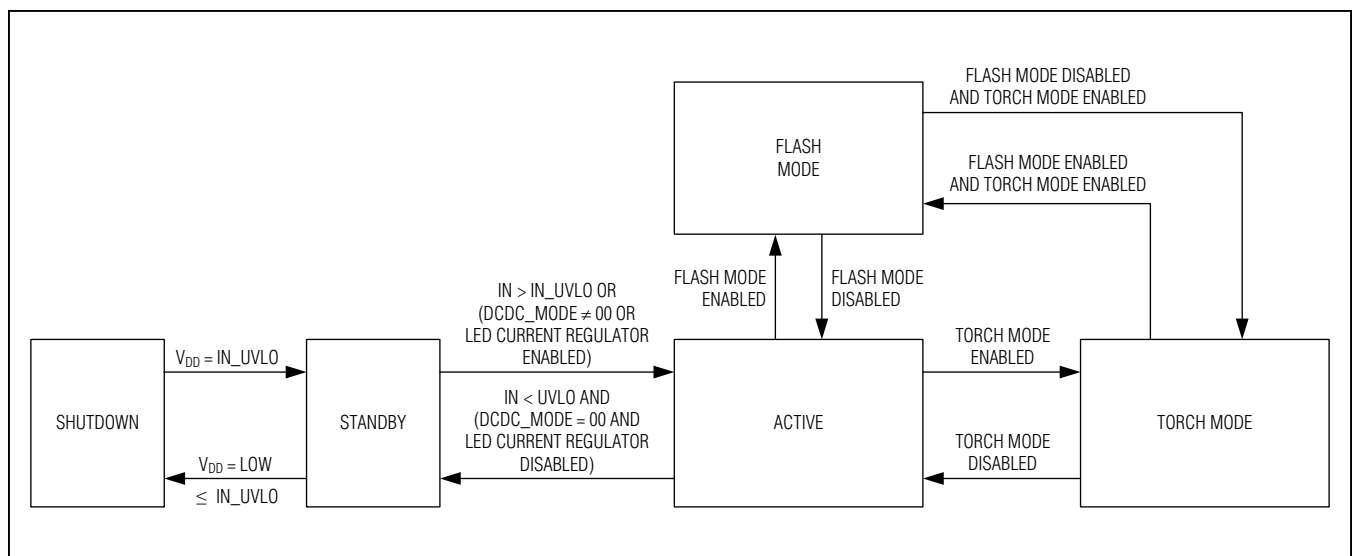 FLASH MODE DISABLED
AND TORCH MODE ENABLED
FLASH
MODE
FLASH MODE ENABLED
AND TORCH MODE ENABLED
FLASH MODE
ENABLED
FLASH MODE
DISABLED
IN > IN_UVLO OR
(DCDC_MODE ≠ 00 OR
LED CURRENT REGULATOR
ENABLED)
TORCH MODE
ENABLED
V_DD = IN_UVLO
IN < UVLO AND
(DCDC_MODE = 00 AND
LED CURRENT REGULATOR
DISABLED)
SHUTDOWN
STANDBY
ACTIVE
TORCH MODE
TORCH MODE
DISABLED
V_DD = LOW
≤ IN_UVLO